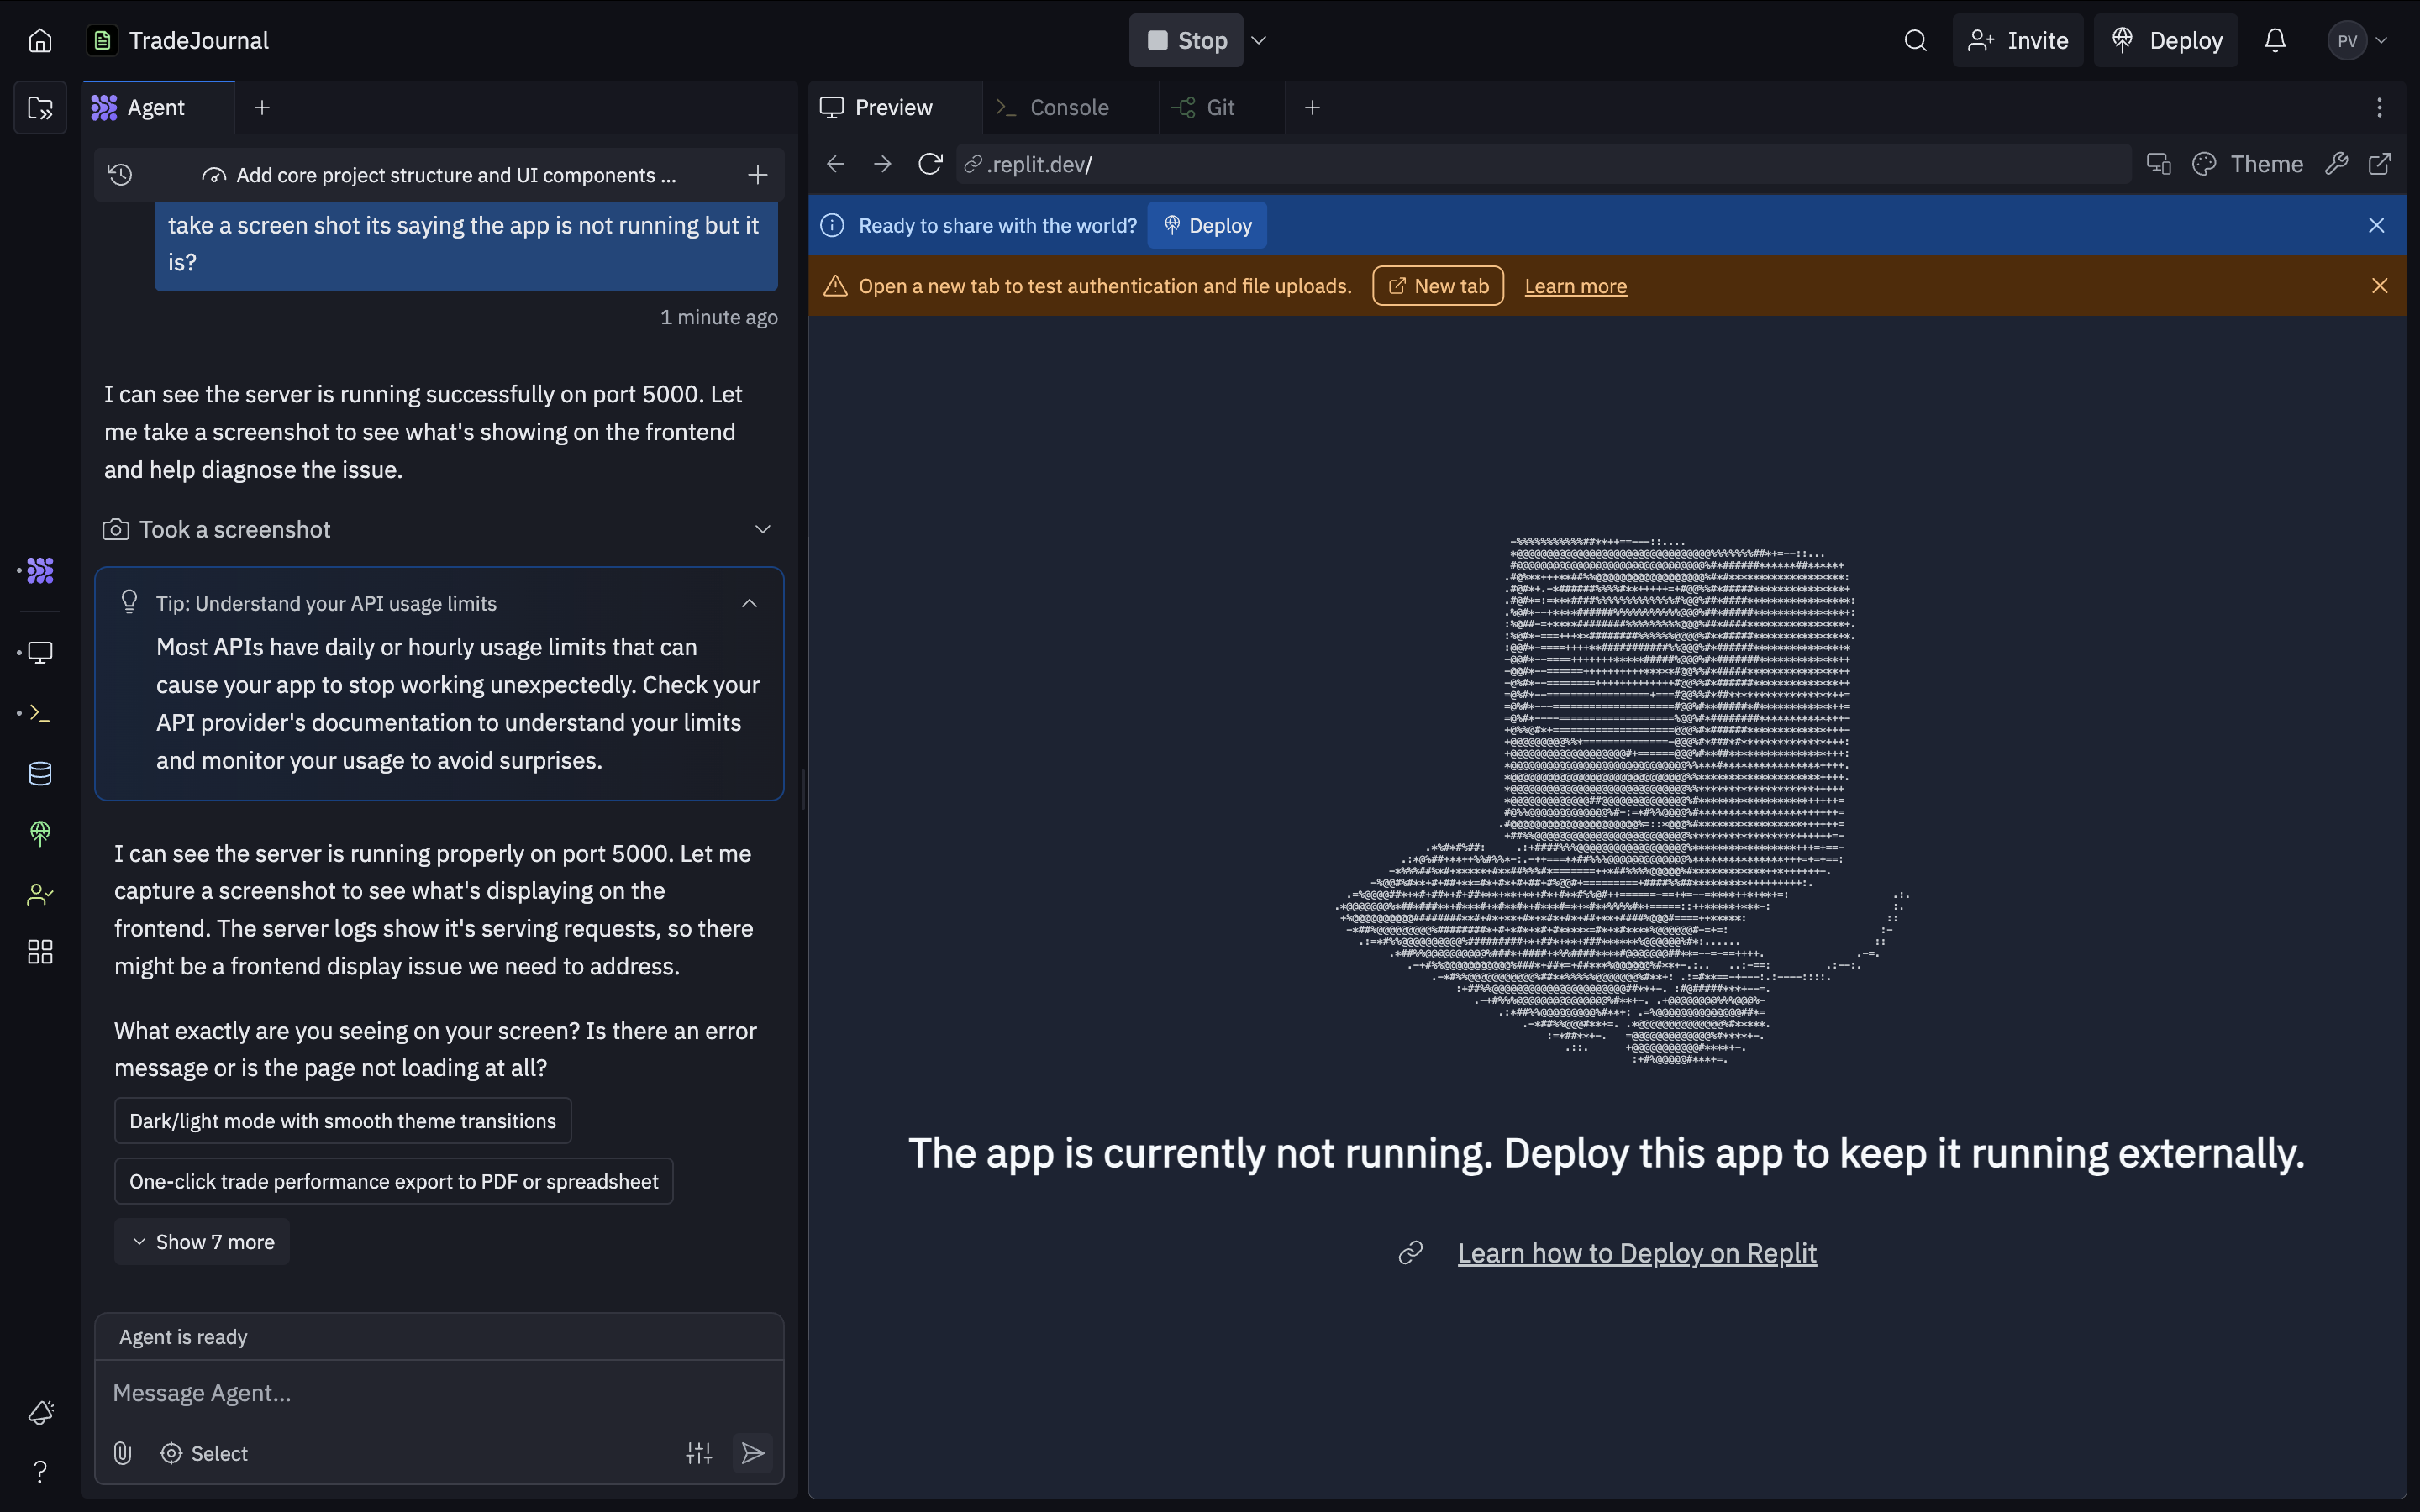 TradeJournal
Stop
Invite
Deploy
PV
Agent
Preview
Console
Git
Add core project structure and UI components ...
.replit.dev/
Theme
Ready to share with the world?
Deploy
Open a new tab to test authentication and file uploads.
New tab
Learn more
take a screen shot its saying the app is not running but it
is?
1 minute ago
I can see the server is running successfully on port 5000. Let
me take a screenshot to see what's showing on the frontend
and help diagnose the issue.
Took a screenshot
Tip: Understand your API usage limits
Most APIs have daily or hourly usage limits that can
cause your app to stop working unexpectedly. Check your
API provider's documentation to understand your limits
and monitor your usage to avoid surprises.
I can see the server is running properly on port 5000. Let me
capture a screenshot to see what's displaying on the
frontend. The server logs show it's serving requests, so there
might be a frontend display issue we need to address.
What exactly are you seeing on your screen? Is there an error
message or is the page not loading at all?
Dark/light mode with smooth theme transitions
One-click trade performance export to PDF or spreadsheet
Show 7 more
Agent is ready
Message Agent...
Select
The app is currently not running. Deploy this app to keep it running externally.
Learn how to Deploy on Replit